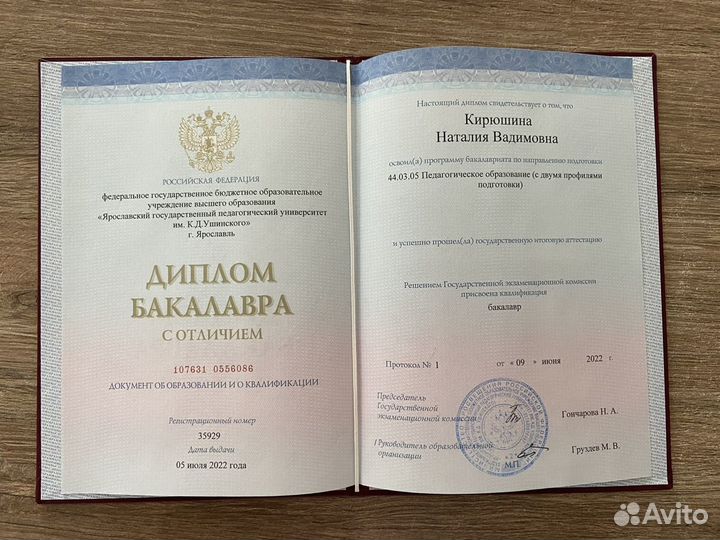 РОССИЙСКАЯ ФЕДЕРАЦИЯ
федеральное государственное бюджетное образовательное
учреждение высшего образования
«Ярославский государственный педагогический университет
им. К.Д.Ушинского»
г. Ярославль
ДИПЛОМ
БАКАЛАВРА
С ОТЛИЧИЕМ
107631 0556086
ДОКУМЕНТ ОБ ОБРАЗОВАНИИ И О КВАЛИФИКАЦИИ
Регистрационный номер
35929
Дата выдачи
05 июля 2022 года
Настоящий диплом свидетельствует о том, что
Кирюшина
Наталия Вадимовна
освоил(а) программу бакалавриата по направлению подготовки
44.03.05 Педагогическое образование (с двумя профилями
подготовки)
и успешно прошел(ла) государственную итоговую аттестацию
Решением Государственной экзаменационной комиссии
присвоена квалификация
бакалавр
Протокол № 1 от « 09 » июня 2022 г.
Председатель
Государственной
экзаменационной комиссии
Гончарова Н. А.
Руководитель образовательной
организации
Груздев М. В.
М.П.
Avito